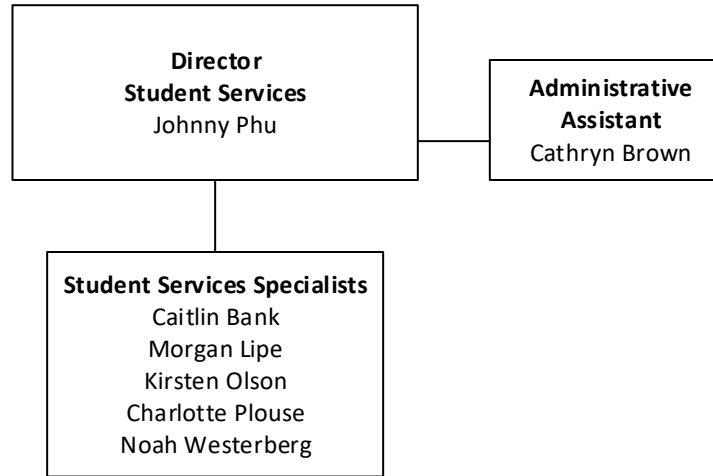 Director
Student Services
Johnny Phu
Administrative
Assistant
Cathryn Brown
Student Services Specialists
Caitlin Bank
Morgan Lipe
Kirsten Olson
Charlotte Plouse
Noah Westerberg